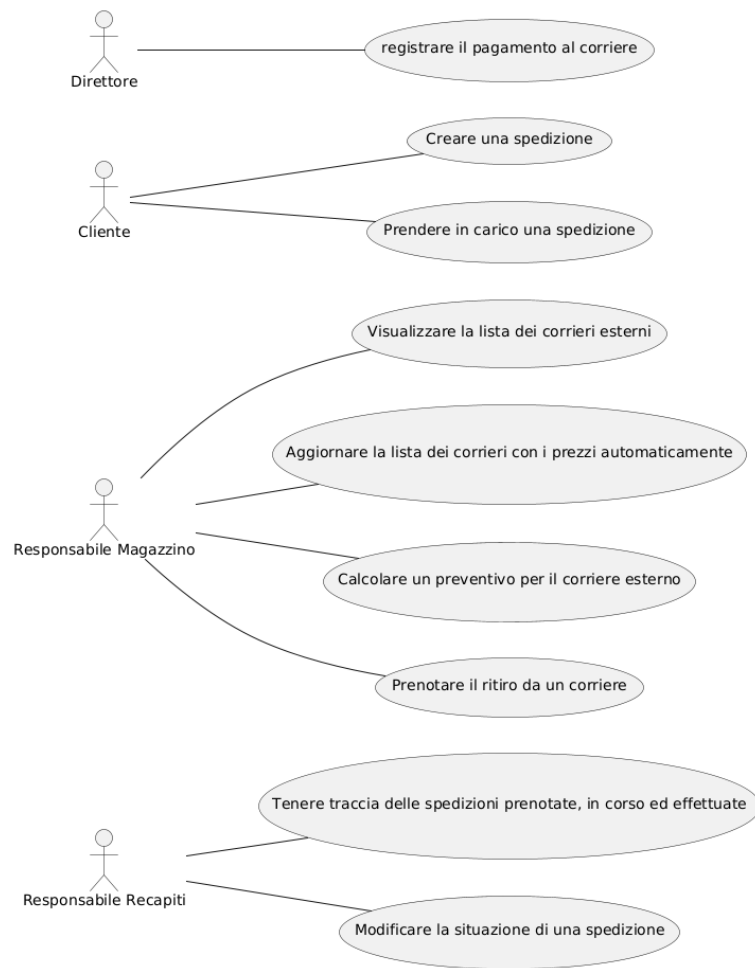 registrare il pagamento al corriere
Direttore
Creare una spedizione
Cliente
Prendere in carico una spedizione
Visualizzare la lista dei corrieri esterni
Aggiornare la lista dei corrieri con i prezzi automaticamente
Responsabile Magazzino
Calcolare un preventivo per il corriere esterno
Prenotare il ritiro da un corriere
Tenere traccia delle spedizioni prenotate, in corso ed effettuate
Responsabile Recapiti
Modificare la situazione di una spedizione